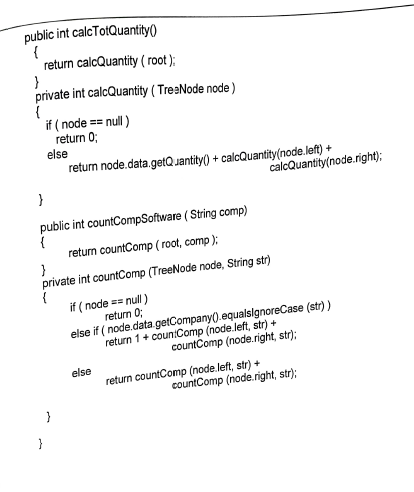 public int calcTotQuantity()
{
return calcQuantity ( root );
}
private int calcQuantity ( TreeNode node )
{
if ( node == null )
return 0;
else
return node.data.getQuantity() + calcQuantity(node.left) +
calcQuantity(node.right);
}
public int countCompSoftware ( String comp)
{
return countComp ( root, comp );
}
private int countComp (TreeNode node, String str)
{
if ( node == null )
return 0;
else if ( node.data.getCompany().equalsIgnoreCase (str) )
return 1 + countComp (node.left, str) +
countComp (node.right, str);
else
return countComp (node.left, str) +
countComp (node.right, str);
}
}